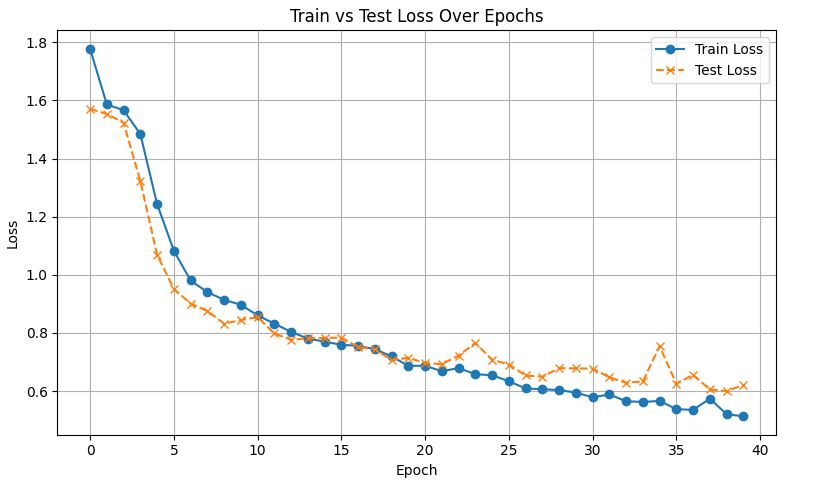 Train vs Test Loss Over Epochs
Train Loss
Test Loss
1.8
1.6
1.4
1.2
1.0
0.8
0.6
Loss
0 5 10 15 20 25 30 35 40
Epoch